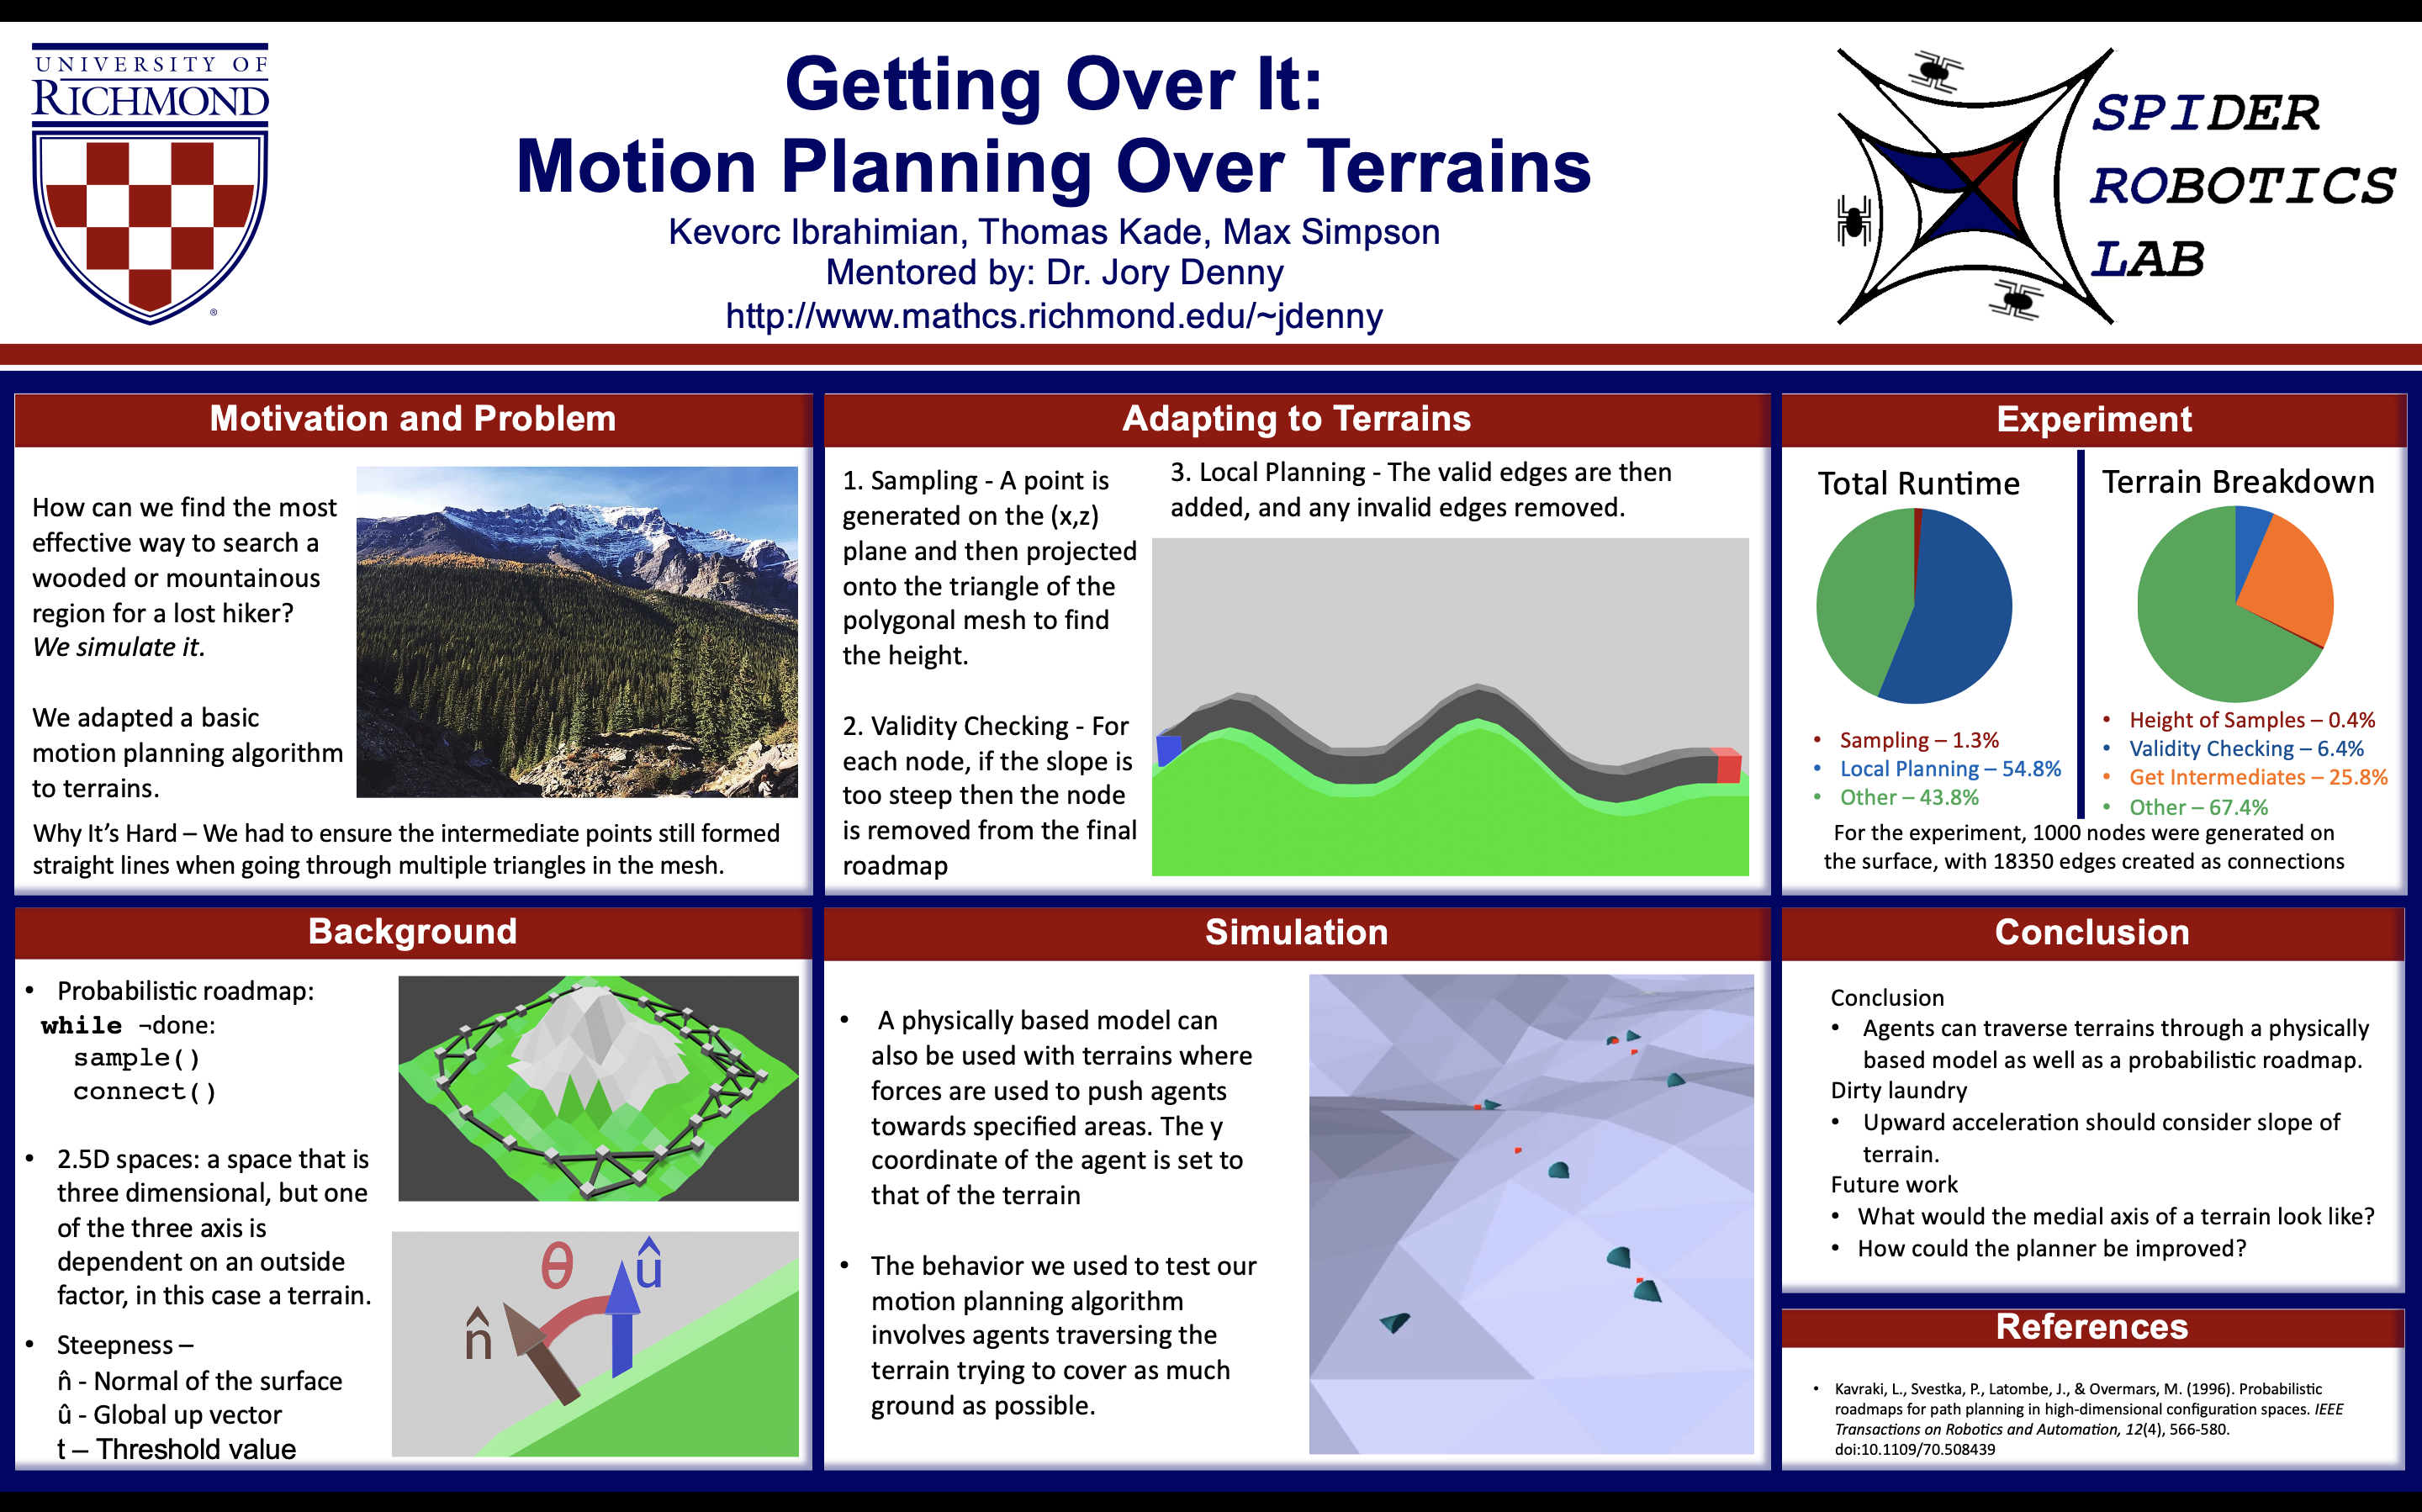 UNIVERSITY OF
RICHMOND
®
Getting Over It:
Motion Planning Over Terrains
Kevorc Ibrahimian, Thomas Kade, Max Simpson
Mentored by: Dr. Jory Denny
http://www.mathcs.richmond.edu/~jdenny
SPIDER
ROBOTICS
LAB
Motivation and Problem
How can we find the most
effective way to search a
wooded or mountainous
region for a lost hiker?
We simulate it.
We adapted a basic
motion planning algorithm
to terrains.
Why It's Hard – We had to ensure the intermediate points still formed
straight lines when going through multiple triangles in the mesh.
Background
• Probabilistic roadmap:
while ¬done:
sample()
connect()
• 2.5D spaces: a space that is
three dimensional, but one
of the three axis is
dependent on an outside
factor, in this case a terrain.
• Steepness –
n̂ - Normal of the surface
û - Global up vector
t – Threshold value
θ
û
n̂
Adapting to Terrains
1. Sampling - A point is
generated on the (x,z)
plane and then projected
onto the triangle of the
polygonal mesh to find
the height.
2. Validity Checking - For
each node, if the slope is
too steep then the node
is removed from the final
roadmap
3. Local Planning - The valid edges are then
added, and any invalid edges removed.
Simulation
• A physically based model can
also be used with terrains where
forces are used to push agents
towards specified areas. The y
coordinate of the agent is set to
that of the terrain
• The behavior we used to test our
motion planning algorithm
involves agents traversing the
terrain trying to cover as much
ground as possible.
Experiment
Total Runtime
• Sampling – 1.3%
• Local Planning – 54.8%
• Other – 43.8%
Terrain Breakdown
• Height of Samples – 0.4%
• Validity Checking – 6.4%
• Get Intermediates – 25.8%
• Other – 67.4%
For the experiment, 1000 nodes were generated on
the surface, with 18350 edges created as connections
Conclusion
Conclusion
• Agents can traverse terrains through a physically
based model as well as a probabilistic roadmap.
Dirty laundry
• Upward acceleration should consider slope of
terrain.
Future work
• What would the medial axis of a terrain look like?
• How could the planner be improved?
References
• Kavraki, L., Svestka, P., Latombe, J., & Overmars, M. (1996). Probabilistic
roadmaps for path planning in high-dimensional configuration spaces. IEEE
Transactions on Robotics and Automation, 12(4), 566-580.
doi:10.1109/70.508439